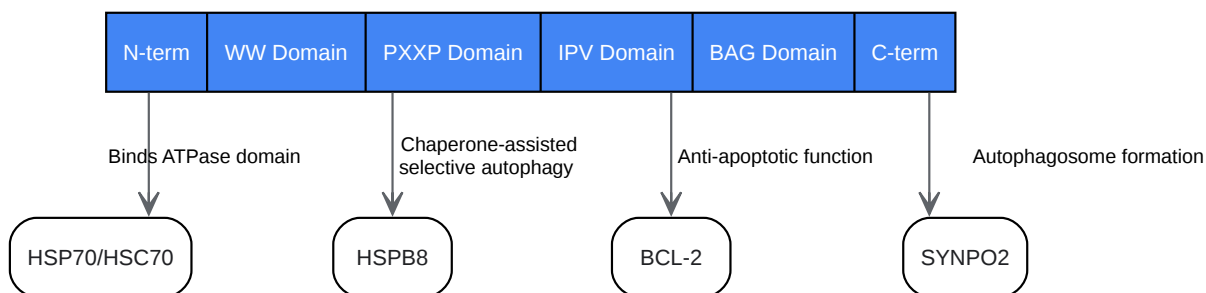 N-term WW Domain PXXP Domain IPV Domain BAG Domain C-term
Binds ATPase domain
Chaperone-assisted
selective autophagy
Anti-apoptotic function
Autophagosome formation
HSP70/HSC70
HSPB8
BCL-2
SYNPO2